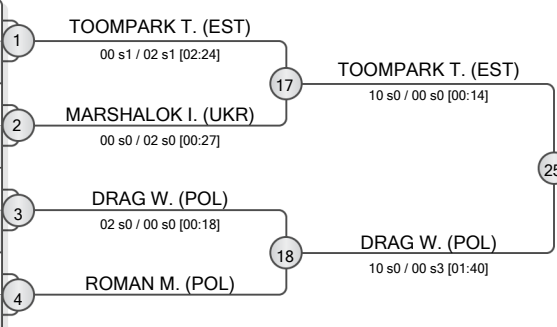 TOOMPARK T. (EST)
1
00 s1 / 02 s1 [02:24]
TOOMPARK T. (EST)
17
10 s0 / 00 s0 [00:14]
MARSHALOK I. (UKR)
2
00 s0 / 02 s0 [00:27]
25
DRAG W. (POL)
3
02 s0 / 00 s0 [00:18]
DRAG W. (POL)
18
10 s0 / 00 s3 [01:40]
ROMAN M. (POL)
4